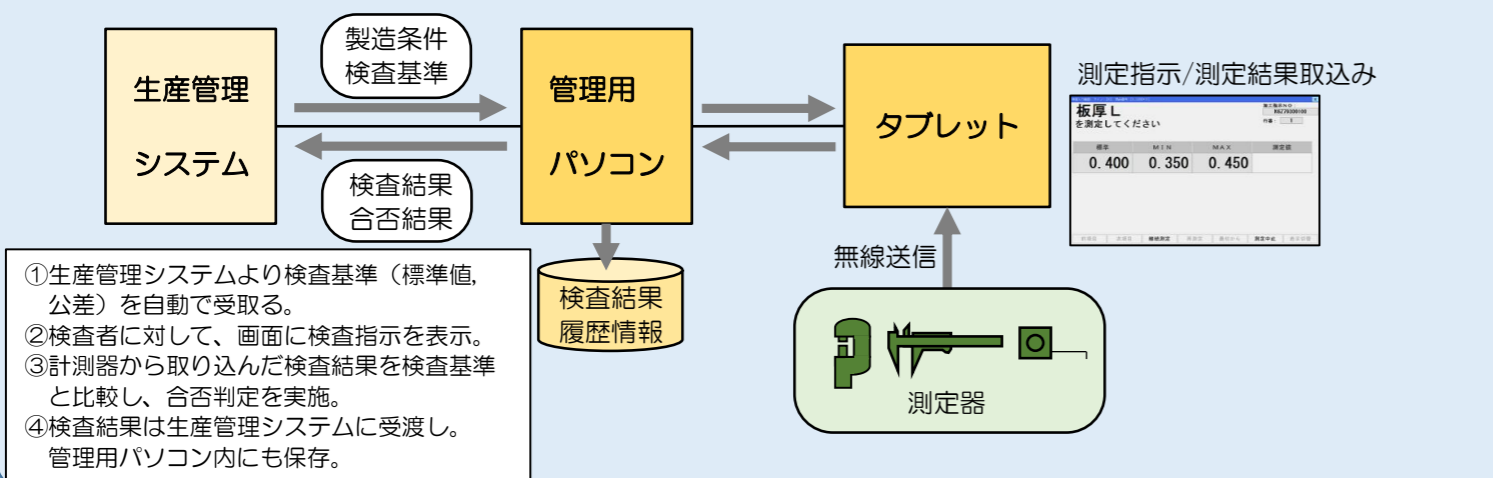 製造条件
検査基準
生産管理
システム
管理用
パソコン
タブレット
測定指示/測定結果取込み
検査結果
合否結果
板厚L
を測定してください
標準
MIN
MAX
測定値
0.400
0.350
0.450
継続測定
測定中止
無線送信
検査結果
履歴情報
測定器
①生産管理システムより検査基準（標準値,
公差）を自動で受取る。
②検査者に対して、画面に検査指示を表示。
③計測器から取り込んだ検査結果を検査基準
と比較し、合否判定を実施。
④検査結果は生産管理システムに受渡し。
管理用パソコン内にも保存。